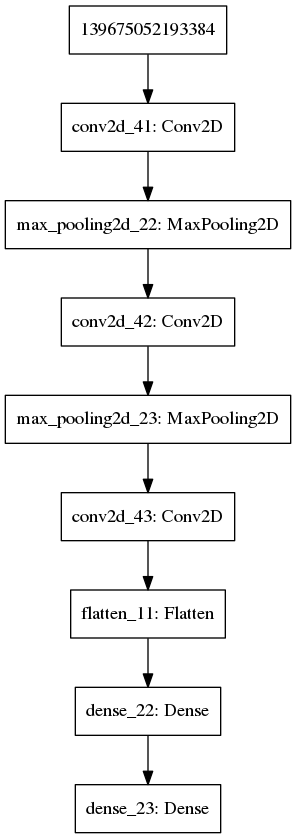 139675052193384
conv2d_41: Conv2D
max_pooling2d_22: MaxPooling2D
conv2d_42: Conv2D
max_pooling2d_23: MaxPooling2D
conv2d_43: Conv2D
flatten_11: Flatten
dense_22: Dense
dense_23: Dense